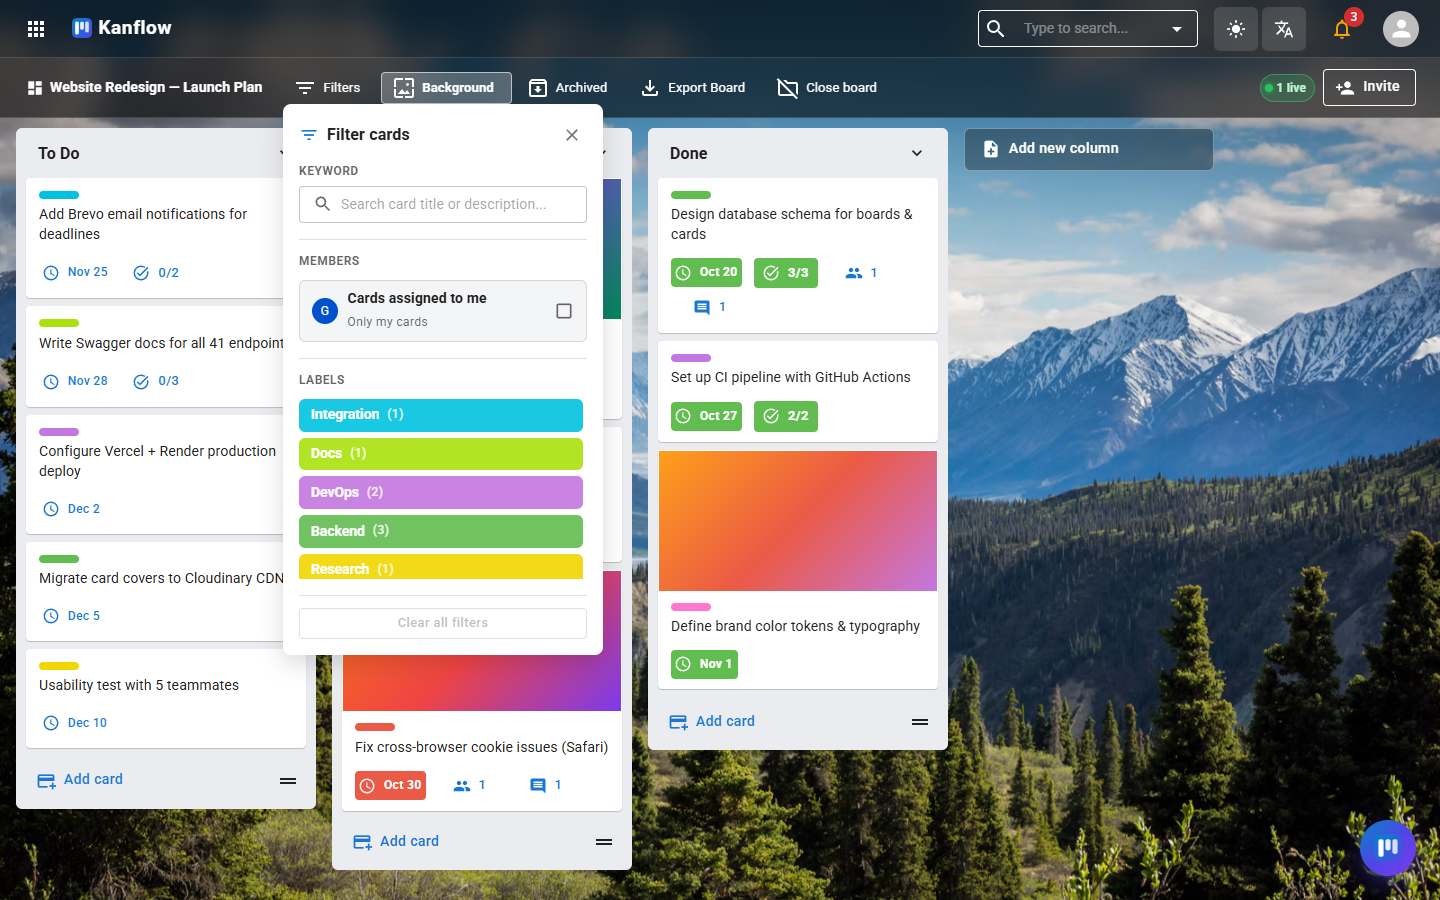 Kanflow
Type to search...
3
Website Redesign — Launch Plan
Filters
Background
Archived
Export Board
Close board
1 live
Invite
Filter cards
KEYWORD
Search card title or description...
MEMBERS
G
Cards assigned to me
Only my cards
LABELS
Integration (1)
Docs (1)
DevOps (2)
Backend (3)
Research (1)
Clear all filters
To Do
Add Brevo email notifications for
deadlines
Nov 25
0/2
Write Swagger docs for all 41 endpoint
Nov 28
0/3
Configure Vercel + Render production
deploy
Dec 2
Migrate card covers to Cloudinary CDN
Dec 5
Usability test with 5 teammates
Dec 10
Add card
Fix cross-browser cookie issues (Safari)
Oct 30
1
1
Add card
Done
Design database schema for boards &
cards
Oct 20
3/3
1
1
Set up CI pipeline with GitHub Actions
Oct 27
2/2
Define brand color tokens & typography
Nov 1
Add card
Add new column